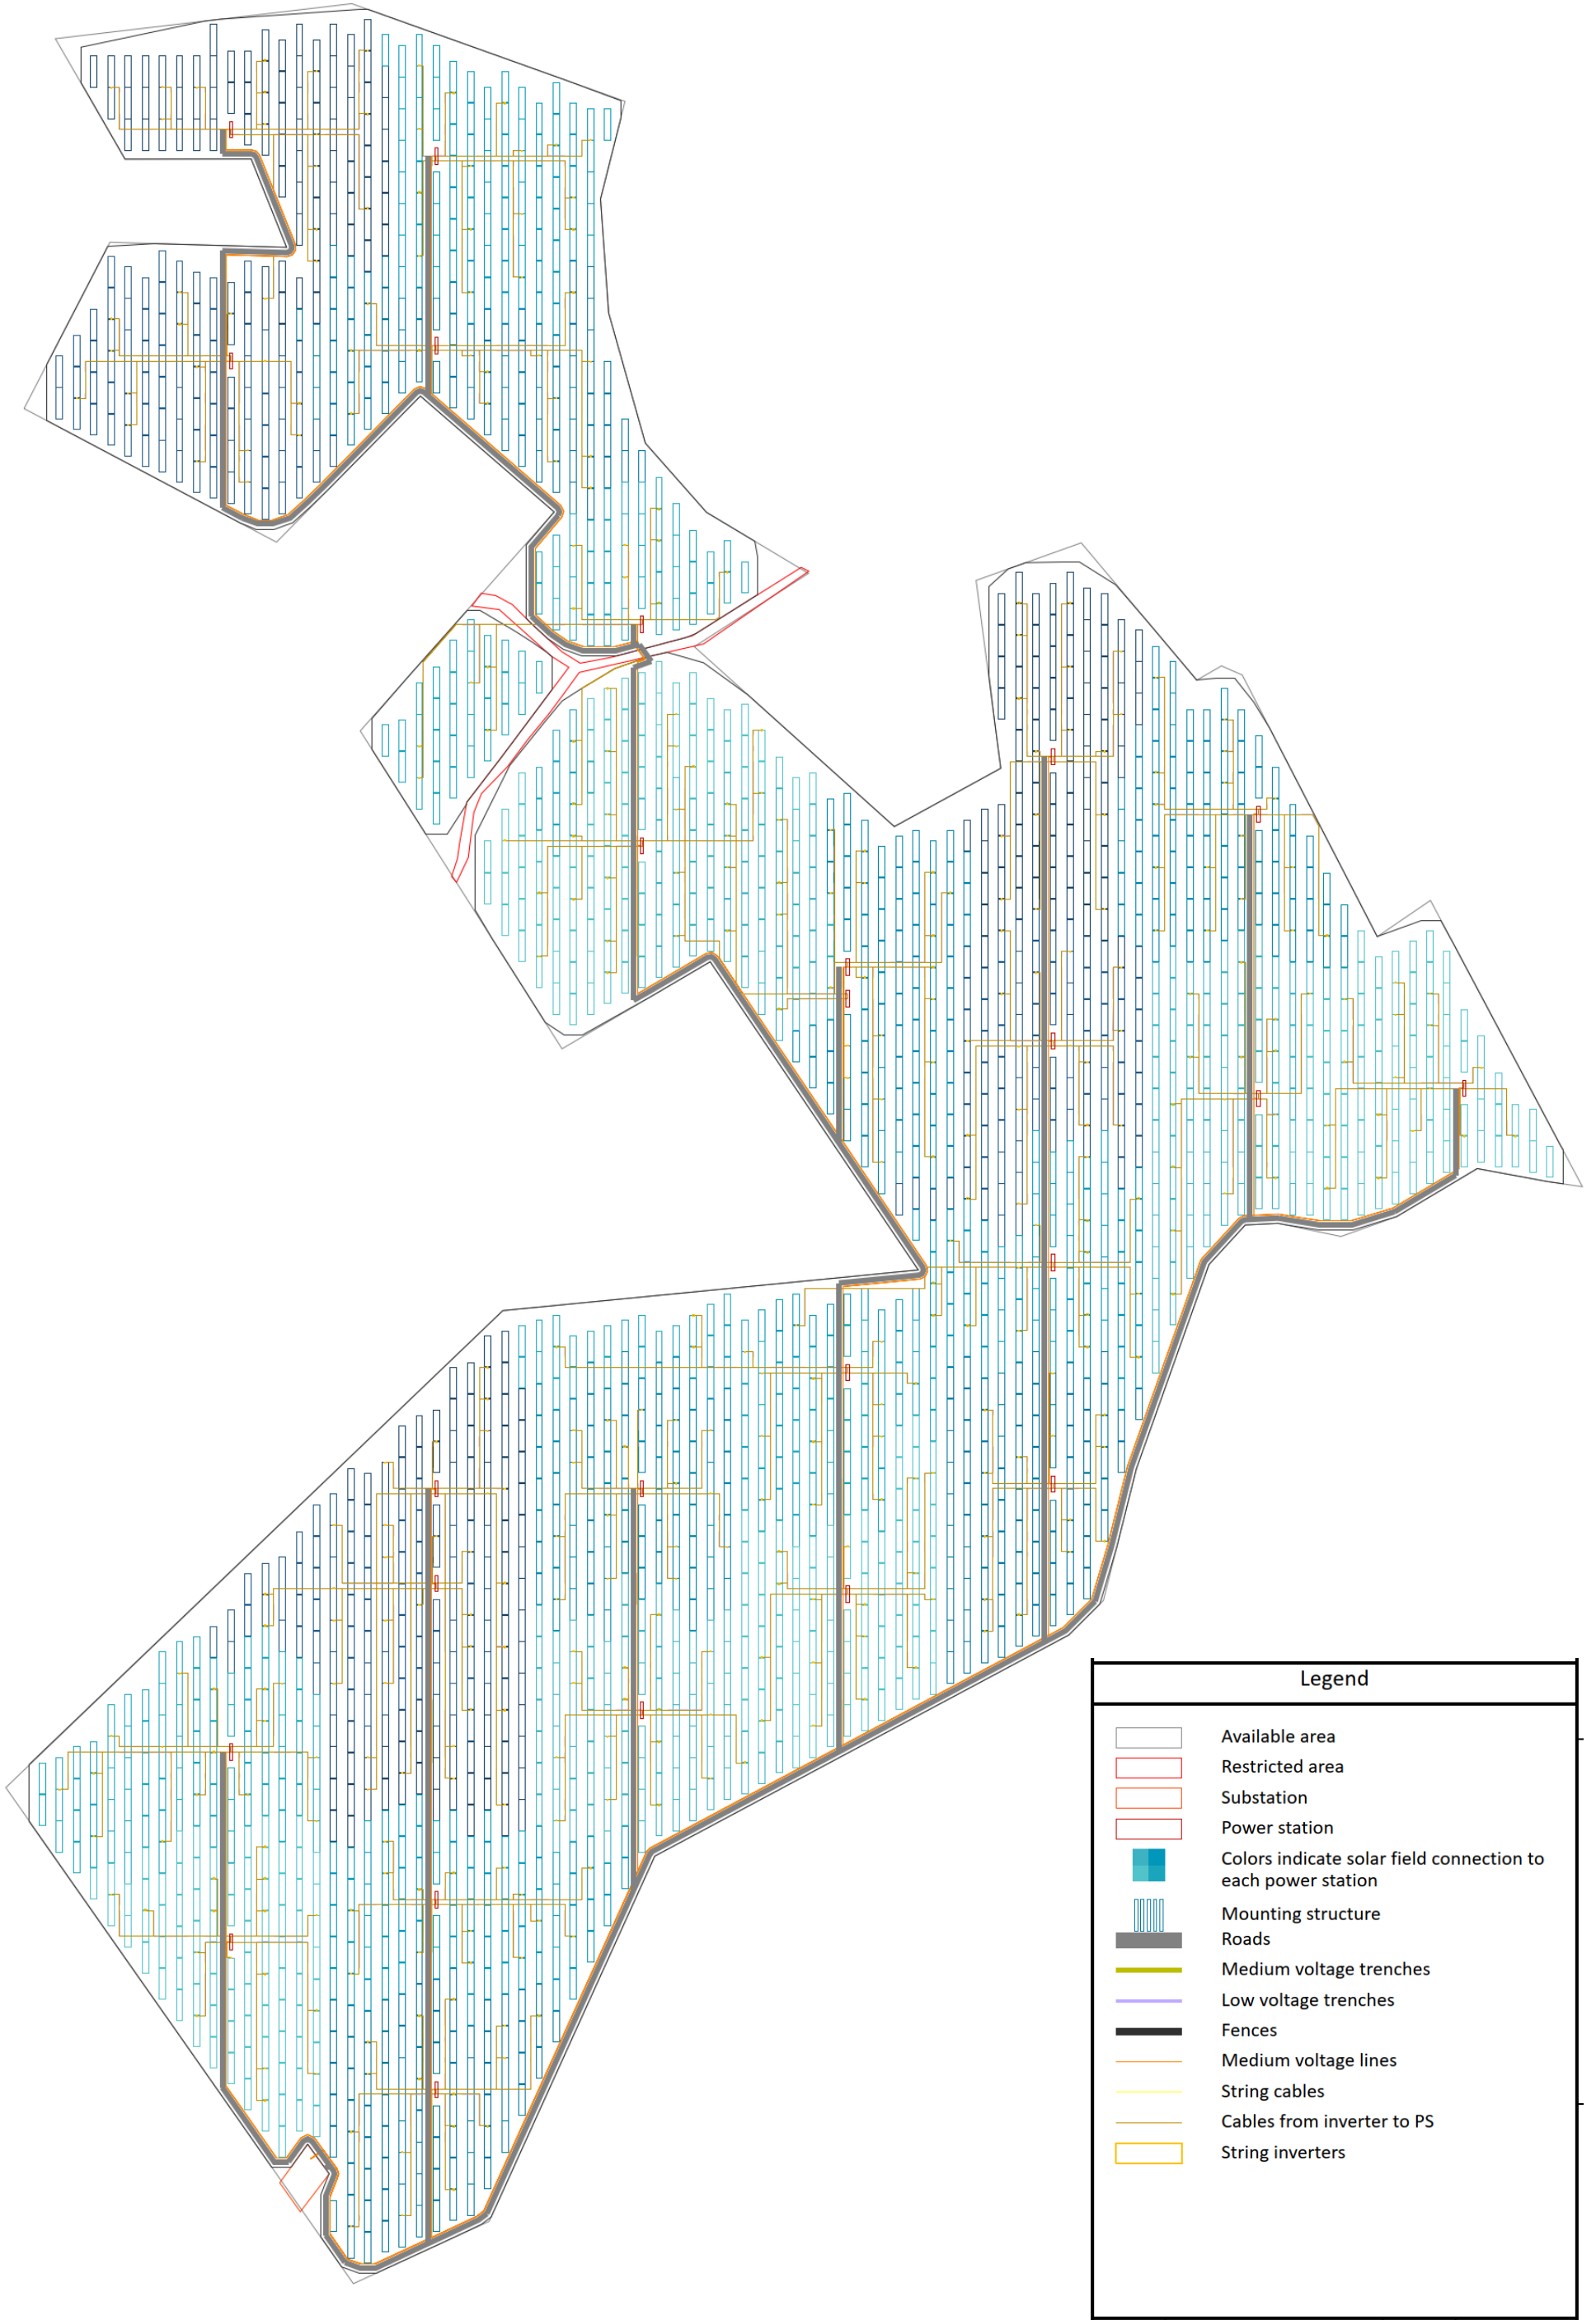 Legend
Available area
Restricted area
Substation
Power station
Colors indicate solar field connection to
each power station
Mounting structure
Roads
Medium voltage trenches
Low voltage trenches
Fences
Medium voltage lines
String cables
Cables from inverter to PS
String inverters